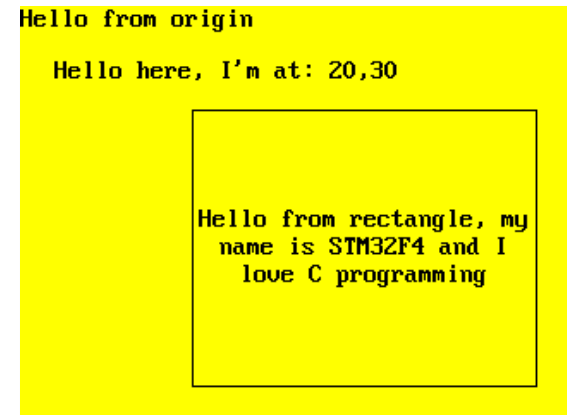 Hello from origin
Hello here, I'm at: 20,30
Hello from rectangle, my
name is STM32F4 and I
love C programming